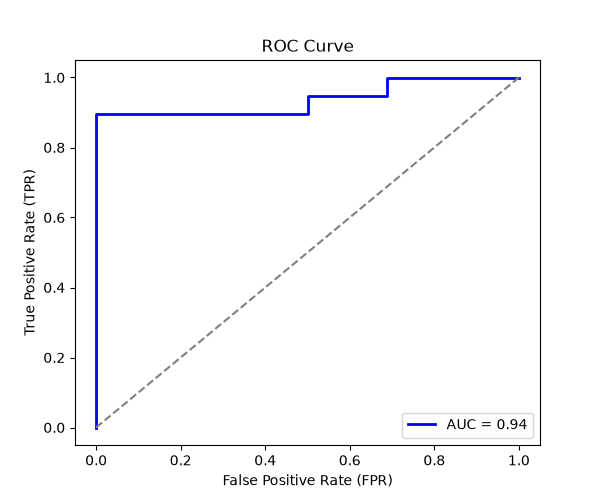 ROC Curve
1.0
0.8
0.6
0.4
0.2
0.0
True Positive Rate (TPR)
AUC = 0.94
0.0 0.2 0.4 0.6 0.8 1.0
False Positive Rate (FPR)